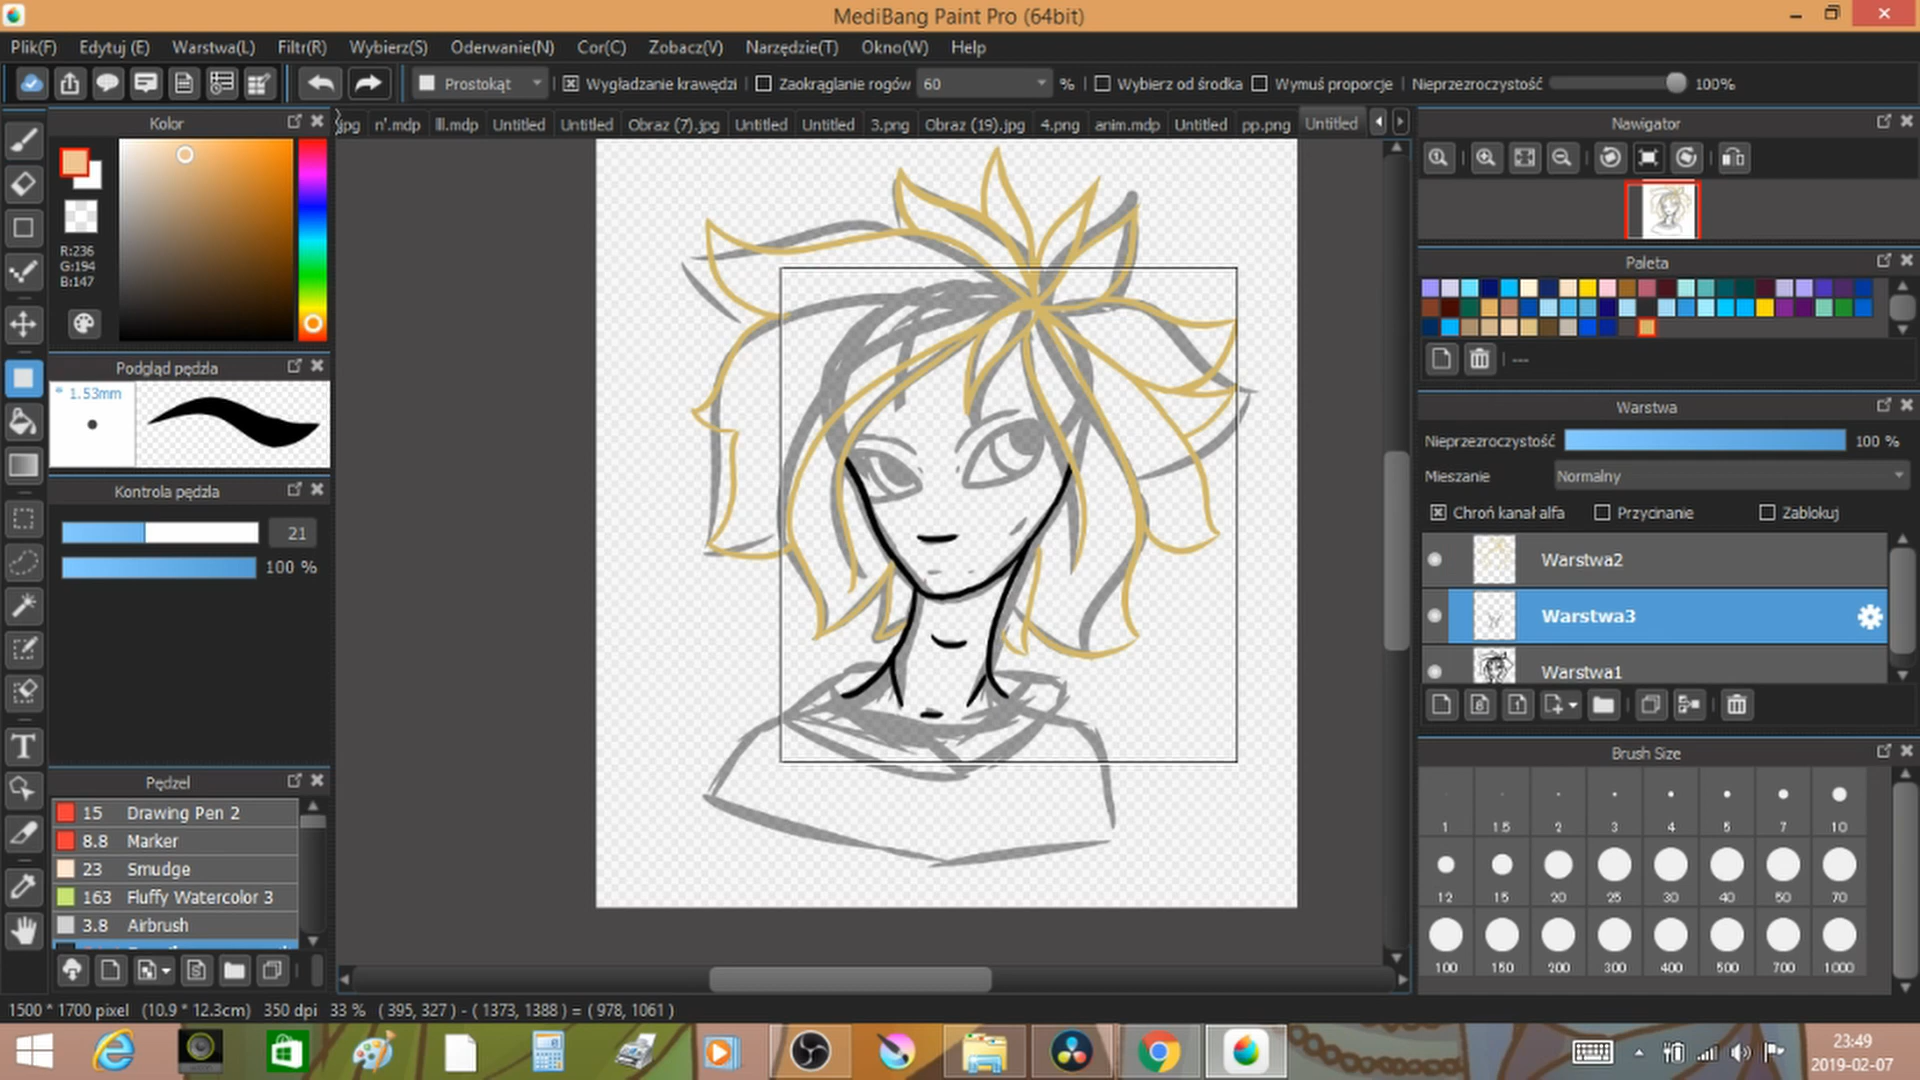 MediBang Paint Pro (64bit)
Plik(F) Edytuj (E) Warstwa(L) Filtr(R) Wybierz(S) Oderwanie(N) Cor(C) Zobacz(V) Narzędzie(T) Okno(W) Help
Prostokąt Wygładzanie krawędzi Zaokrąglanie rogów 60 % Wybierz od środka Wymuś proporcje Nieprzezroczystość 100%
Kolor
jpg n'.mdp lll.mdp Untitled Untitled Obraz (7).jpg Untitled Untitled 3.png Obraz (19).jpg 4.png anim.mdp Untitled pp.png Untitled
Nawigator
R:236
G:194
B:147
Paleta
---
Podgląd pędzla
* 1.53mm
Warstwa
Nieprzezroczystość 100 %
Mieszanie Normalny
Chroń kanał alfa Przycinanie Zablokuj
Kontrola pędzla
21
100 %
Warstwa2
Warstwa3
Warstwa1
Brush Size
1 1.5 2 3 4 5 7 10
12 15 20 25 30 40 50 70
100 150 200 300 400 500 700 1000
Pędzel
15 Drawing Pen 2
8.8 Marker
23 Smudge
163 Fluffy Watercolor 3
3.8 Airbrush
1500 * 1700 pixel (10.9 * 12.3cm) 350 dpi 33 % ( 395, 327 ) - ( 1373, 1388 ) = ( 978, 1061 )
23:49
2019-02-07